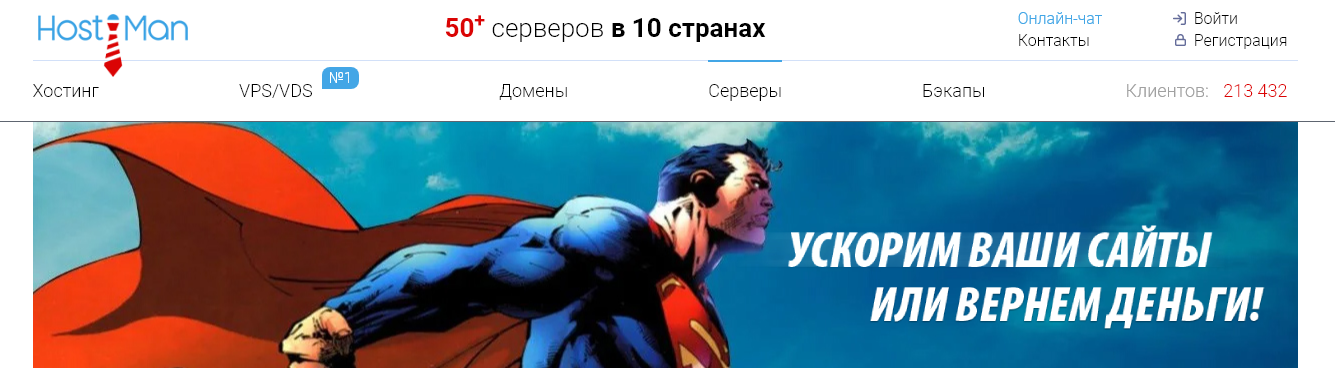 HostMan
50+ серверов в 10 странах
Онлайн-чат
Контакты
Войти
Регистрация
Хостинг
VPS/VDS
№1
Домены
Серверы
Бэкапы
Клиентов: 213 432
УСКОРИМ ВАШИ САЙТЫ
ИЛИ ВЕРНЕМ ДЕНЬГИ!